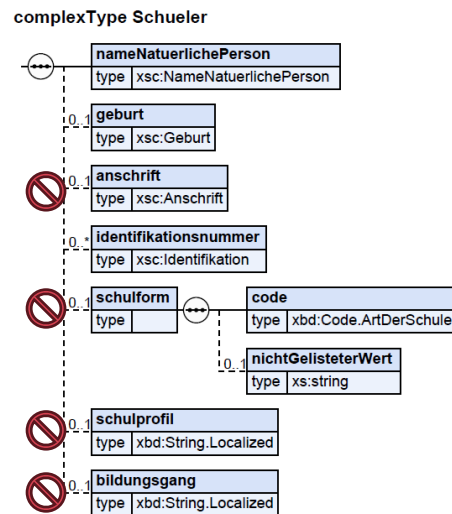 complexType Schueler
nameNatuerlichePerson
type xsc:NameNatuerlichePerson
0..1 geburt
type xsc:Geburt
0..1 anschrift
type xsc:Anschrift
0..* identifikationsnummer
type xsc:Identifikation
0..1 schulform
type
code
type xbd:Code.ArtDerSchule
0..1 nichtGelisteterWert
type xs:string
0..1 schulprofil
type xbd:String.Localized
0..1 bildungsgang
type xbd:String.Localized